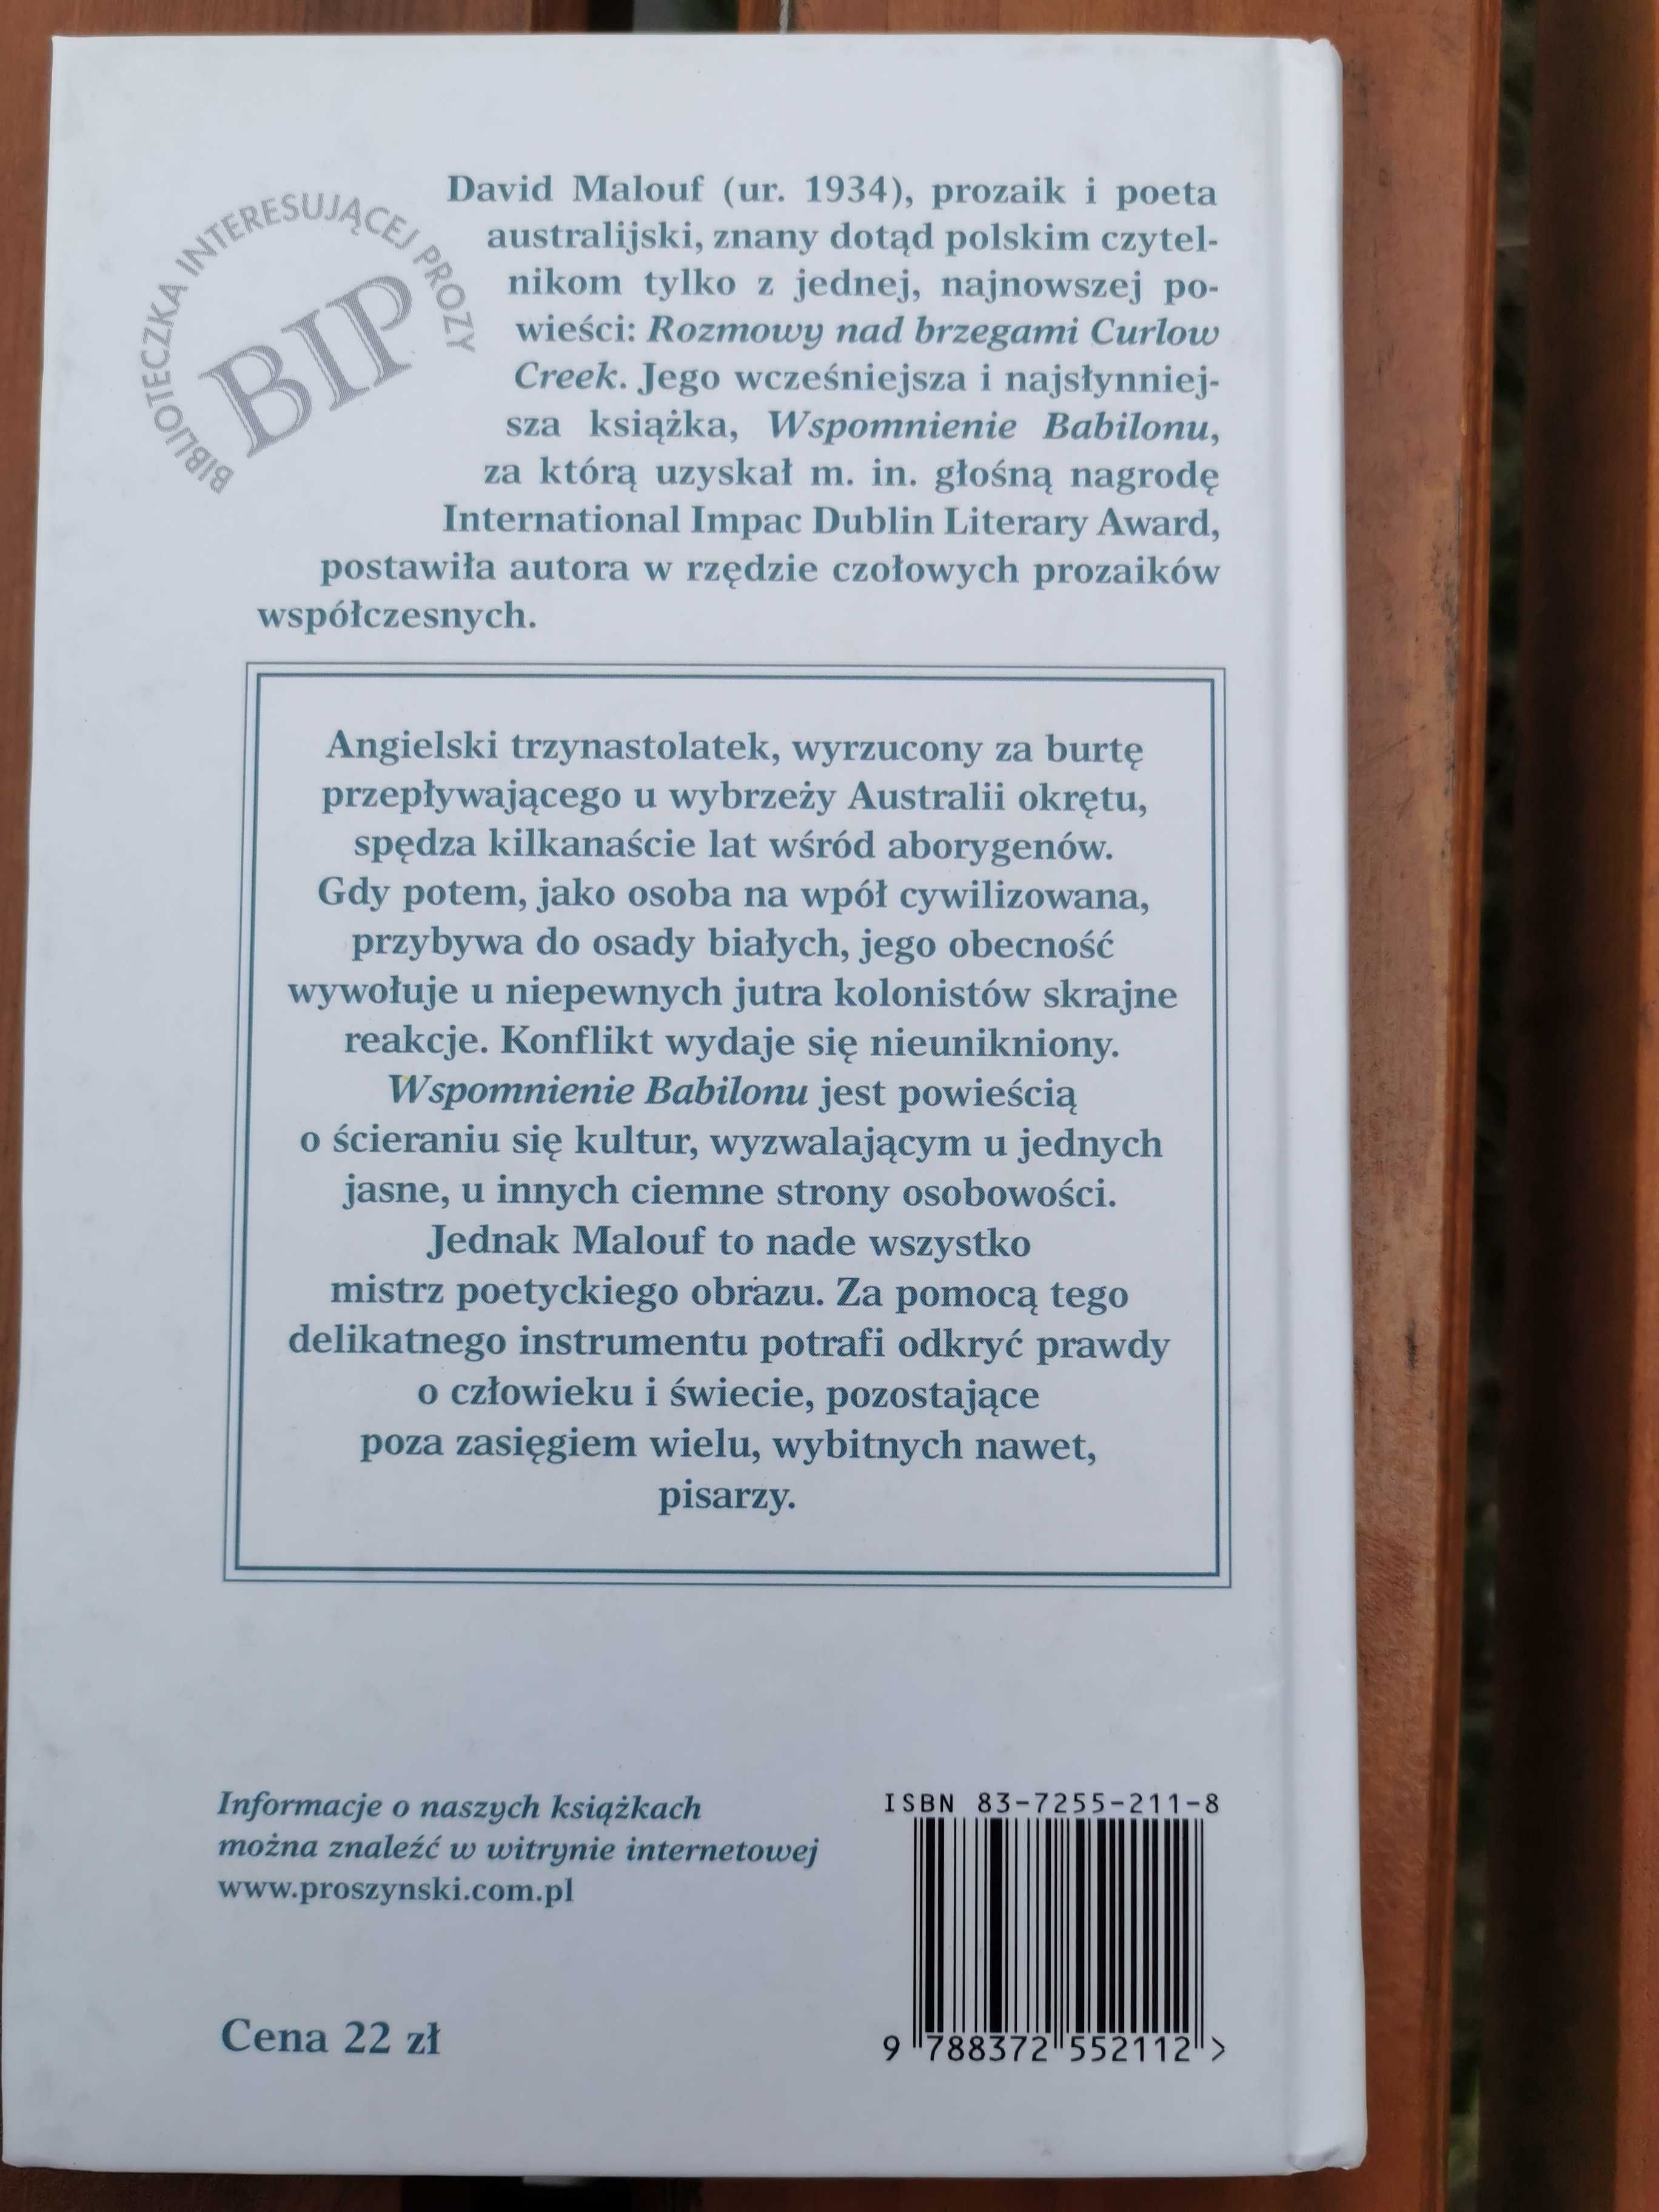 BIBLIOTECZKA INTERESUJĄCEJ PROZY
BIP
David Malouf (ur. 1934), prozaik i poeta
australijski, znany dotąd polskim czytel-
nikom tylko z jednej, najnowszej po-
wieści: Rozmowy nad brzegami Curlow
Creek. Jego wcześniejsza i najsłynniej-
sza książka, Wspomnienie Babilonu,
za którą uzyskał m. in. głośną nagrodę
International Impac Dublin Literary Award,
postawiła autora w rzędzie czołowych prozaików
współczesnych.
Angielski trzynastolatek, wyrzucony za burtę
przepływającego u wybrzeży Australii okrętu,
spędza kilkanaście lat wśród aborygenów.
Gdy potem, jako osoba na wpół cywilizowana,
przybywa do osady białych, jego obecność
wywołuje u niepewnych jutra kolonistów skrajne
reakcje. Konflikt wydaje się nieunikniony.
Wspomnienie Babilonu jest powieścią
o ścieraniu się kultur, wyzwalającym u jednych
jasne, u innych ciemne strony osobowości.
Jednak Malouf to nade wszystko
mistrz poetyckiego obrazu. Za pomocą tego
delikatnego instrumentu potrafi odkryć prawdy
o człowieku i świecie, pozostające
poza zasięgiem wielu, wybitnych nawet,
pisarzy.
Informacje o naszych książkach
można znaleźć w witrynie internetowej
www.proszynski.com.pl
Cena 22 zł
ISBN 83-7255-211-8
9 788372 552112 >